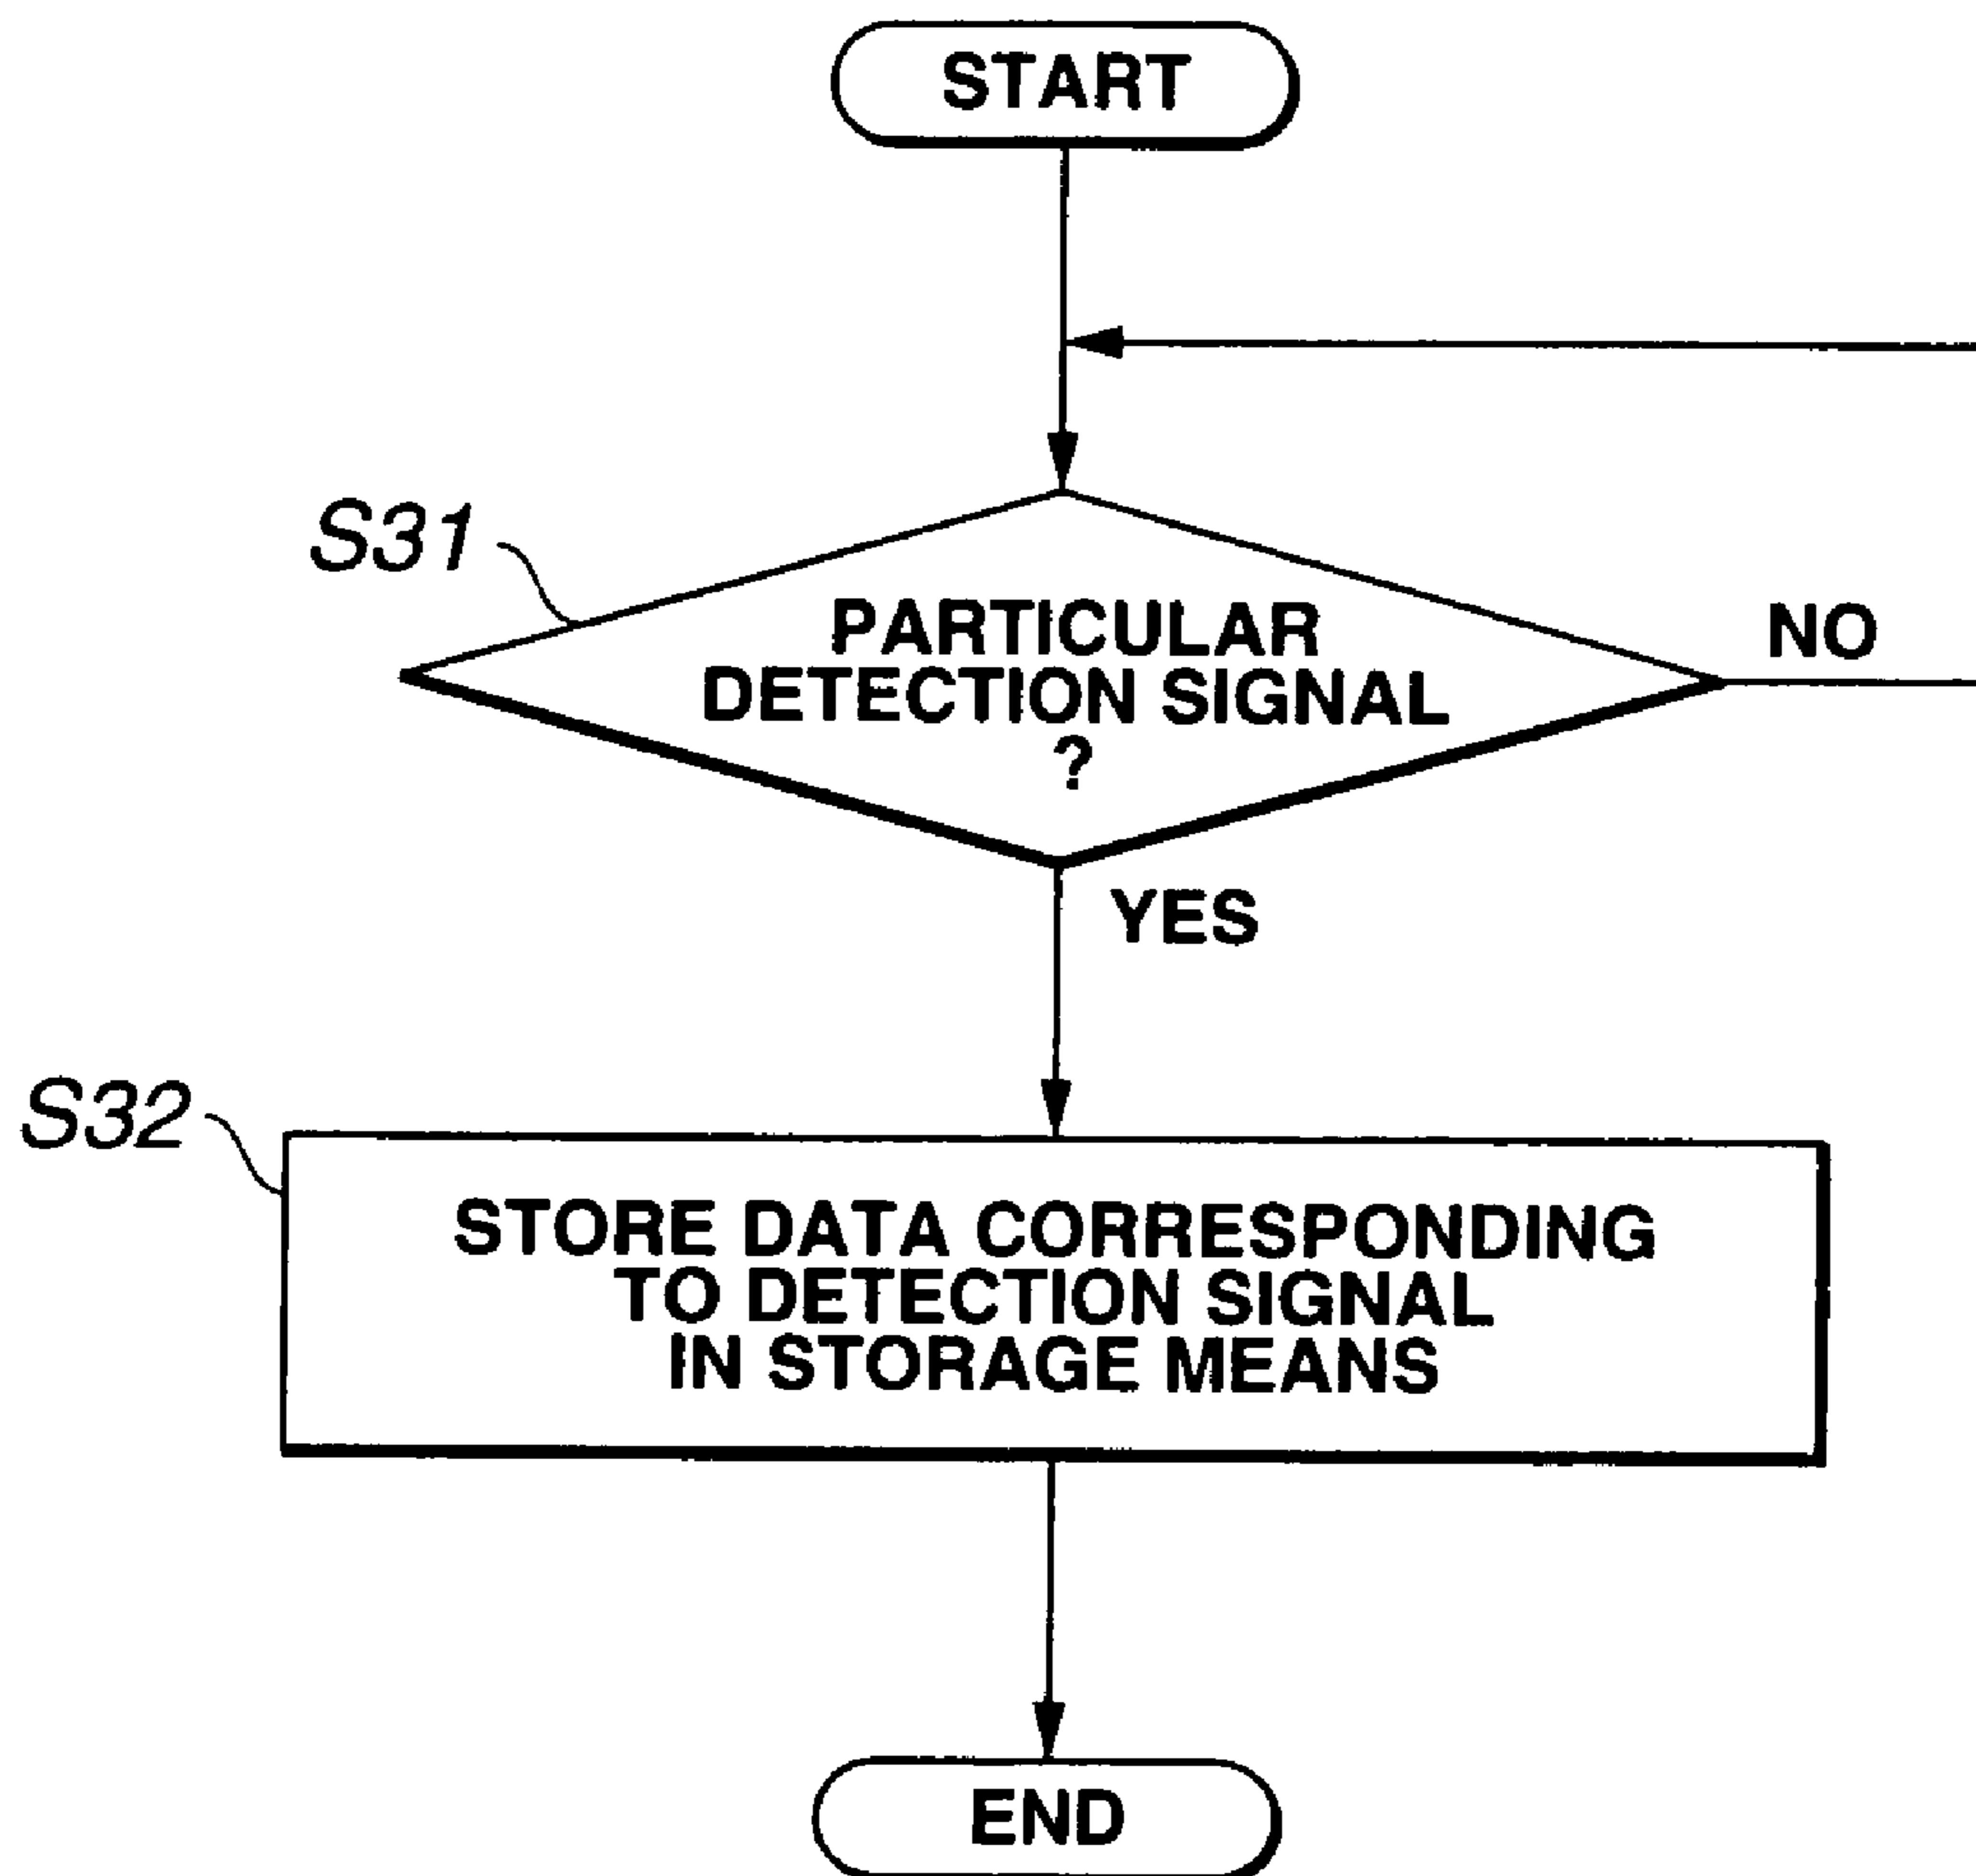 START
S31
PARTICULAR
DETECTION SIGNAL
?
NO
YES
S32
STORE DATA CORRESPONDING
TO DETECTION SIGNAL
IN STORAGE MEANS
END